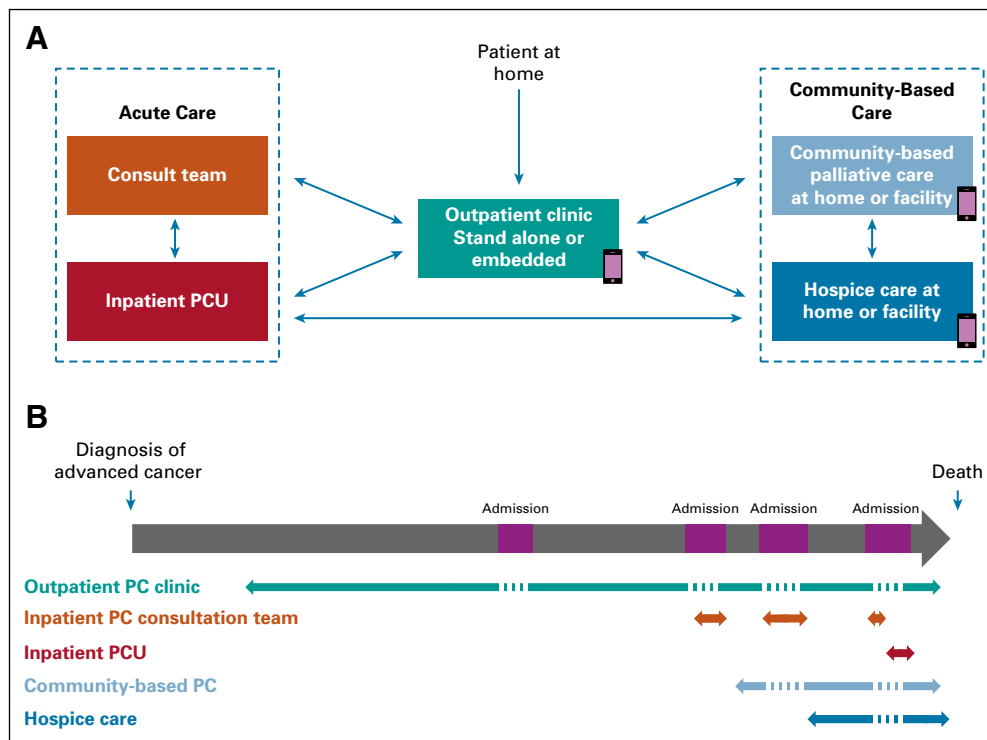 A
Patient at
home
Acute Care
Consult team
Inpatient PCU
Outpatient clinic
Stand alone or
embedded
Community-Based
Care
Community-based
palliative care
at home or facility
Hospice care at
home or facility
B
Diagnosis of
advanced cancer
Death
Admission
Admission
Admission
Admission
Outpatient PC clinic
Inpatient PC consultation team
Inpatient PCU
Community-based PC
Hospice care